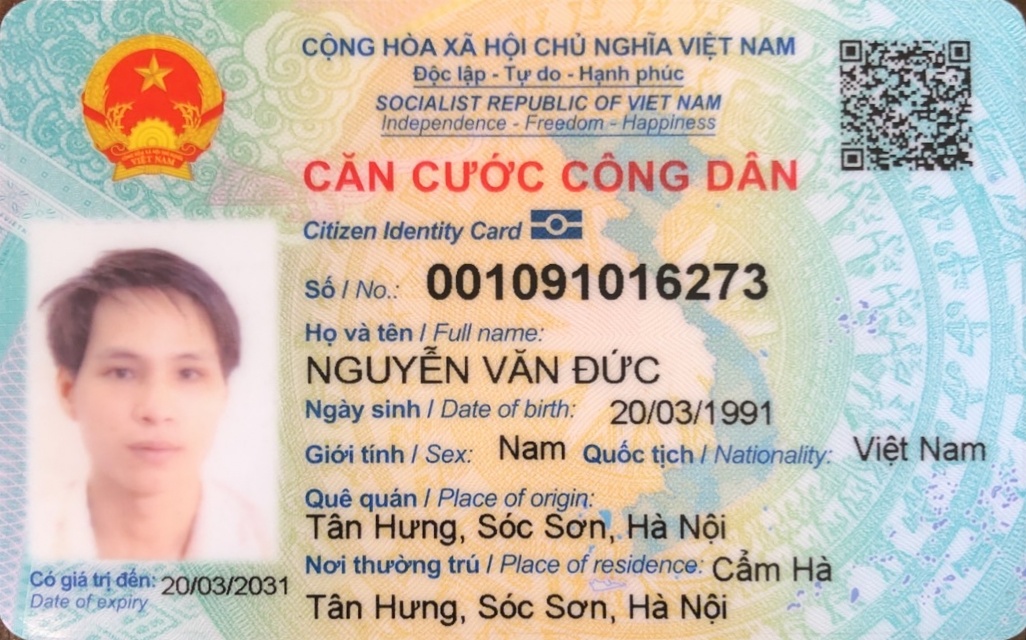 CỘNG HÒA XÃ HỘI CHỦ NGHĨA VIỆT NAM
Độc lập - Tự do - Hạnh phúc
SOCIALIST REPUBLIC OF VIET NAM
Independence - Freedom - Happiness
VIỆT NAM
CĂN CƯỚC CÔNG DÂN
Citizen Identity Card
Số / No.: 001091016273
Họ và tên / Full name:
NGUYỄN VĂN ĐỨC
Ngày sinh / Date of birth: 20/03/1991
Giới tính / Sex: Nam Quốc tịch / Nationality: Việt Nam
Quê quán / Place of origin:
Tân Hưng, Sóc Sơn, Hà Nội
Nơi thường trú / Place of residence: Cẩm Hà
Tân Hưng, Sóc Sơn, Hà Nội
Có giá trị đến: 20/03/2031
Date of expiry